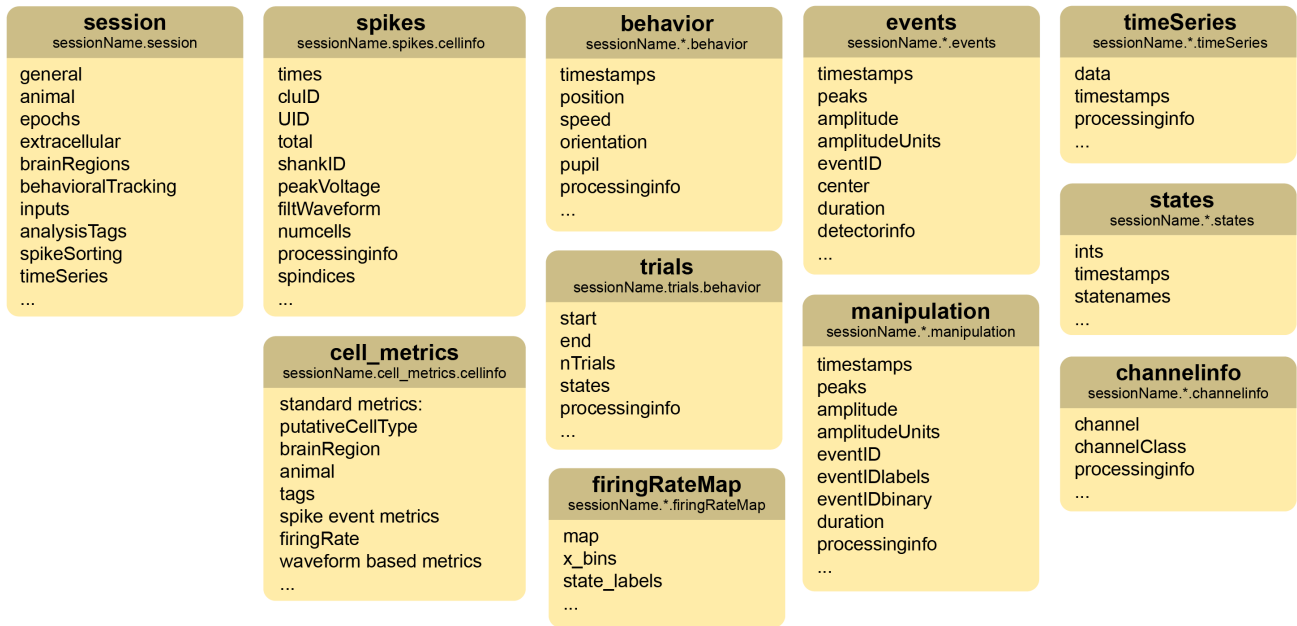 session
sessionName.session
general
animal
epochs
extracellular
brainRegions
behavioralTracking
inputs
analysisTags
spikeSorting
timeSeries
...
spikes
sessionName.spikes.cellinfo
times
cluID
UID
total
shankID
peakVoltage
filtWaveform
numcells
processinginfo
spindices
...
cell_metrics
sessionName.cell_metrics.cellinfo
standard metrics:
putativeCellType
brainRegion
animal
tags
spike event metrics
firingRate
waveform based metrics
...
behavior
sessionName.*.behavior
timestamps
position
speed
orientation
pupil
processinginfo
...
trials
sessionName.trials.behavior
start
end
nTrials
states
processinginfo
...
firingRateMap
sessionName.*.firingRateMap
map
x_bins
state_labels
...
events
sessionName.*.events
timestamps
peaks
amplitude
amplitudeUnits
eventID
center
duration
detectorinfo
...
manipulation
sessionName.*.manipulation
timestamps
peaks
amplitude
amplitudeUnits
eventID
eventIDlabels
eventIDbinary
duration
processinginfo
...
timeSeries
sessionName.*.timeSeries
data
timestamps
processinginfo
...
states
sessionName.*.states
ints
timestamps
statenames
...
channelinfo
sessionName.*.channelinfo
channel
channelClass
processinginfo
...